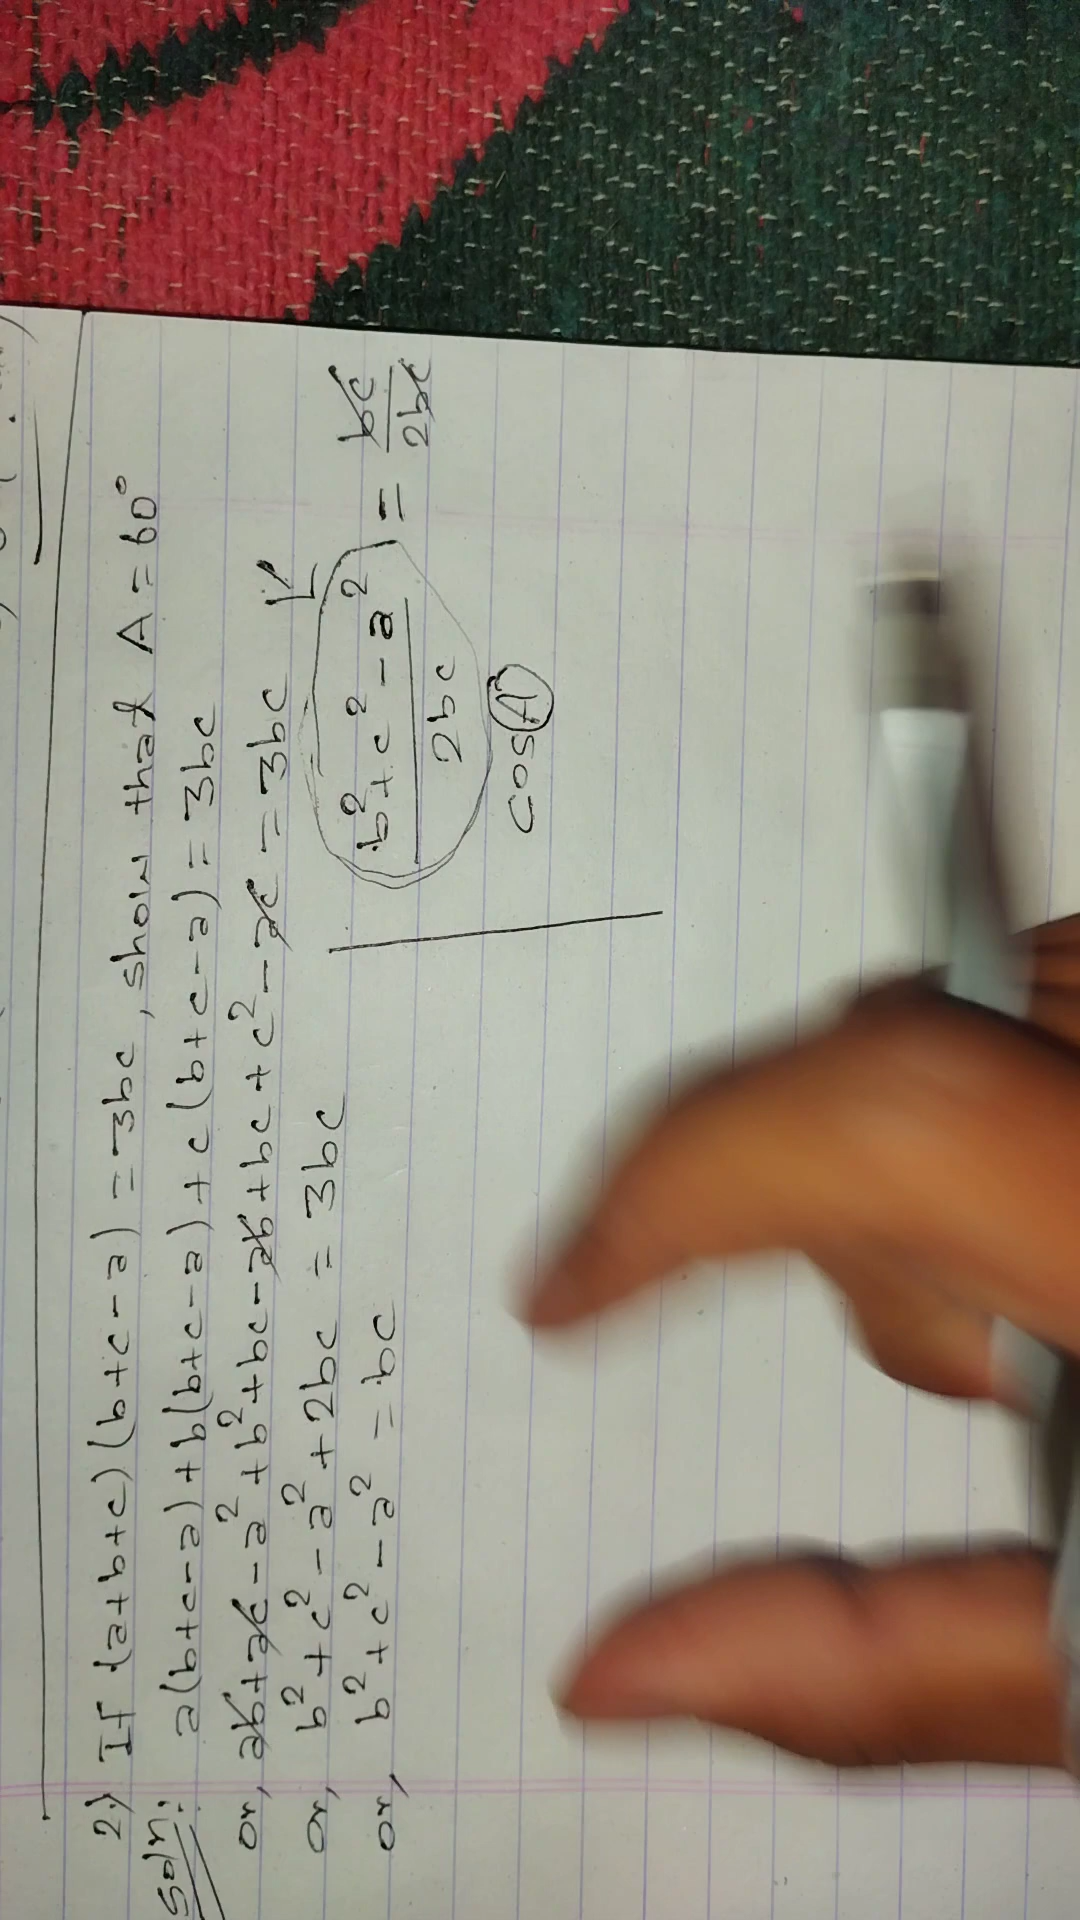 2.) If (a+b+c)(b+c-a) = 3bc, show that A = 60°
Soln:
a(b+c-a)+b(b+c-a)+c(b+c-a)=3bc
or, ab+ac-a²+b²+bc-ab+bc+c²-ac=3bc
or, b²+c²-a²+2bc = 3bc
or, b²+c²-a² = bc
b²+c²-a²/2bc = bc/2bc
cos A